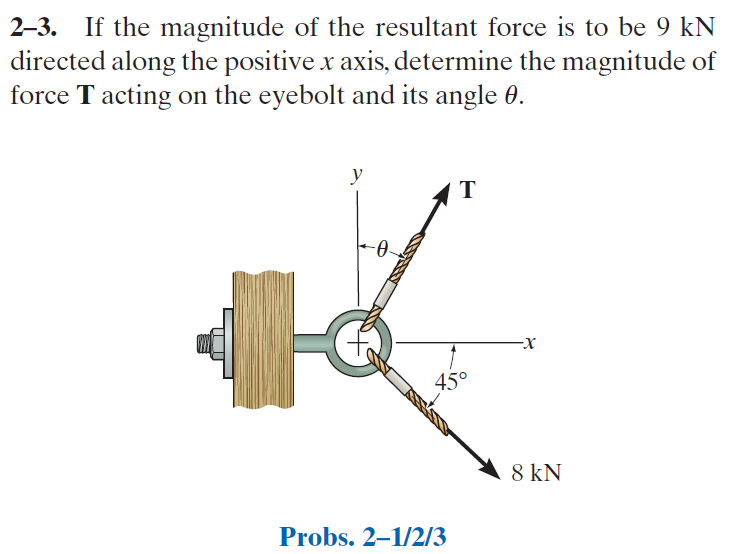 2–3. If the magnitude of the resultant force is to be 9 kN
directed along the positive x axis, determine the magnitude of
force T acting on the eyebolt and its angle θ.
y
T
θ
x
45°
8 kN
Probs. 2–1/2/3